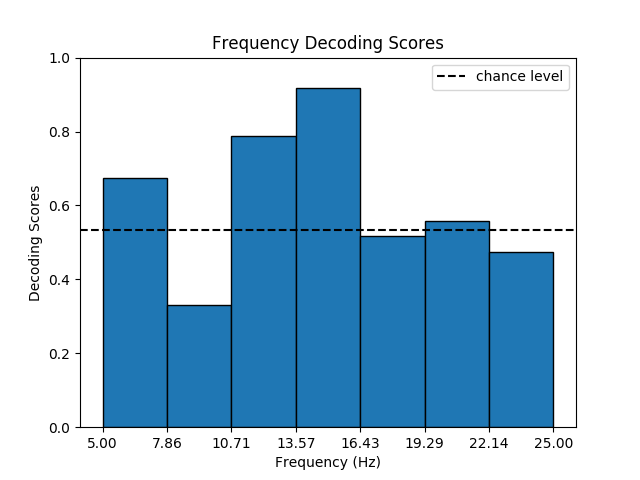 Frequency Decoding Scores
chance level
Decoding Scores
1.0
0.8
0.6
0.4
0.2
0.0
5.00 7.86 10.71 13.57 16.43 19.29 22.14 25.00
Frequency (Hz)